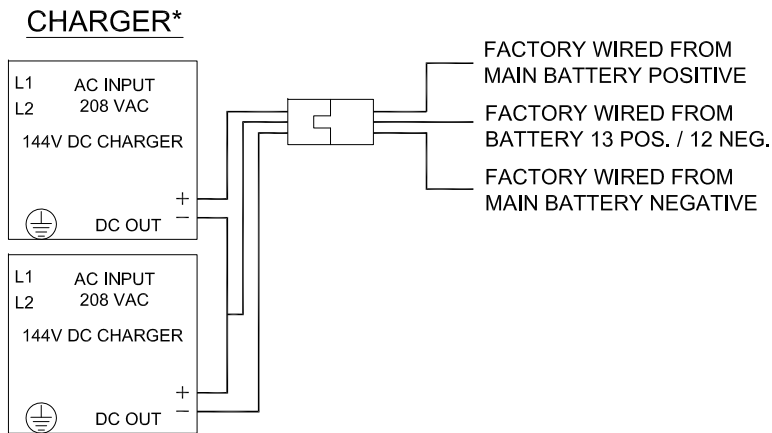 CHARGER*
L1 AC INPUT
L2 208 VAC
144V DC CHARGER
+
−
DC OUT
L1 AC INPUT
L2 208 VAC
144V DC CHARGER
+
−
DC OUT
FACTORY WIRED FROM
MAIN BATTERY POSITIVE
FACTORY WIRED FROM
BATTERY 13 POS. / 12 NEG.
FACTORY WIRED FROM
MAIN BATTERY NEGATIVE